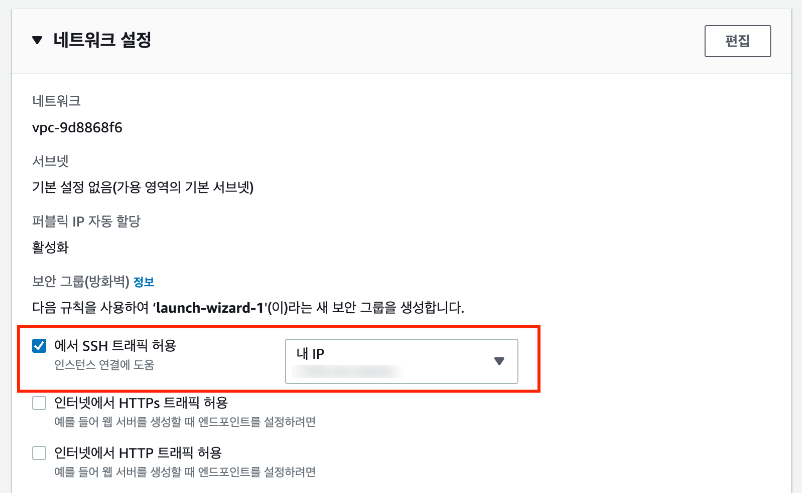 ▼ 네트워크 설정
편집
네트워크
vpc-9d8868f6
서브넷
기본 설정 없음(가용 영역의 기본 서브넷)
퍼블릭 IP 자동 할당
활성화
보안 그룹(방화벽) 정보
다음 규칙을 사용하여 'launch-wizard-1'(이)라는 새 보안 그룹을 생성합니다.
에서 SSH 트래픽 허용
인스턴스 연결에 도움
내 IP
인터넷에서 HTTPs 트래픽 허용
예를 들어 웹 서버를 생성할 때 엔드포인트를 설정하려면
인터넷에서 HTTP 트래픽 허용
예를 들어 웹 서버를 생성할 때 엔드포인트를 설정하려면